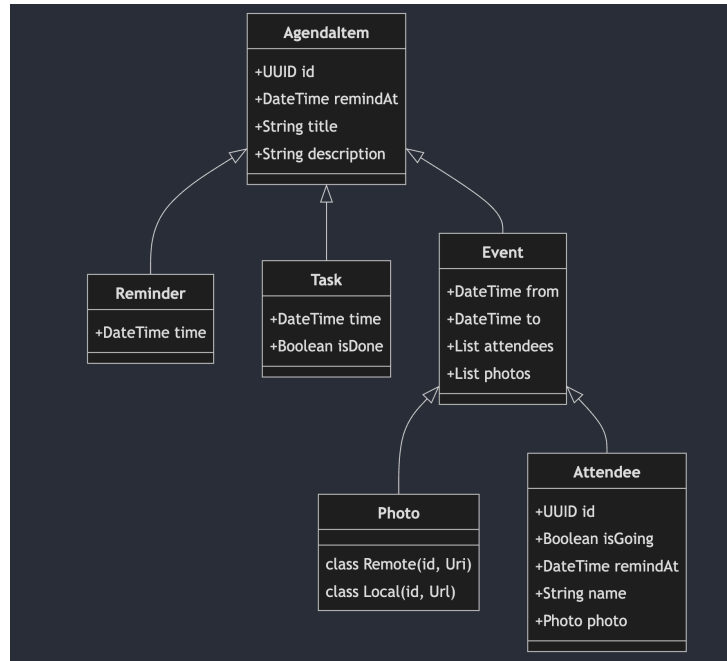 AgendaItem
+UUID id
+DateTime remindAt
+String title
+String description
Reminder
+DateTime time
Task
+DateTime time
+Boolean isDone
Event
+DateTime from
+DateTime to
+List attendees
+List photos
Photo
class Remote(id, Uri)
class Local(id, Url)
Attendee
+UUID id
+Boolean isGoing
+DateTime remindAt
+String name
+Photo photo